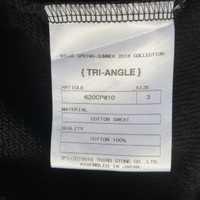 SPRING-SUMMER 2018 COLLECTION
{ TRI-ANGLE }
ARTICLE SIZE
620CPM10 3
MATERIAL
COTTON SWEAT
QUALITY
COTTON 100%
2018 THIRD STONE CO.,LTD.
ASSEMBLED IN JAPAN